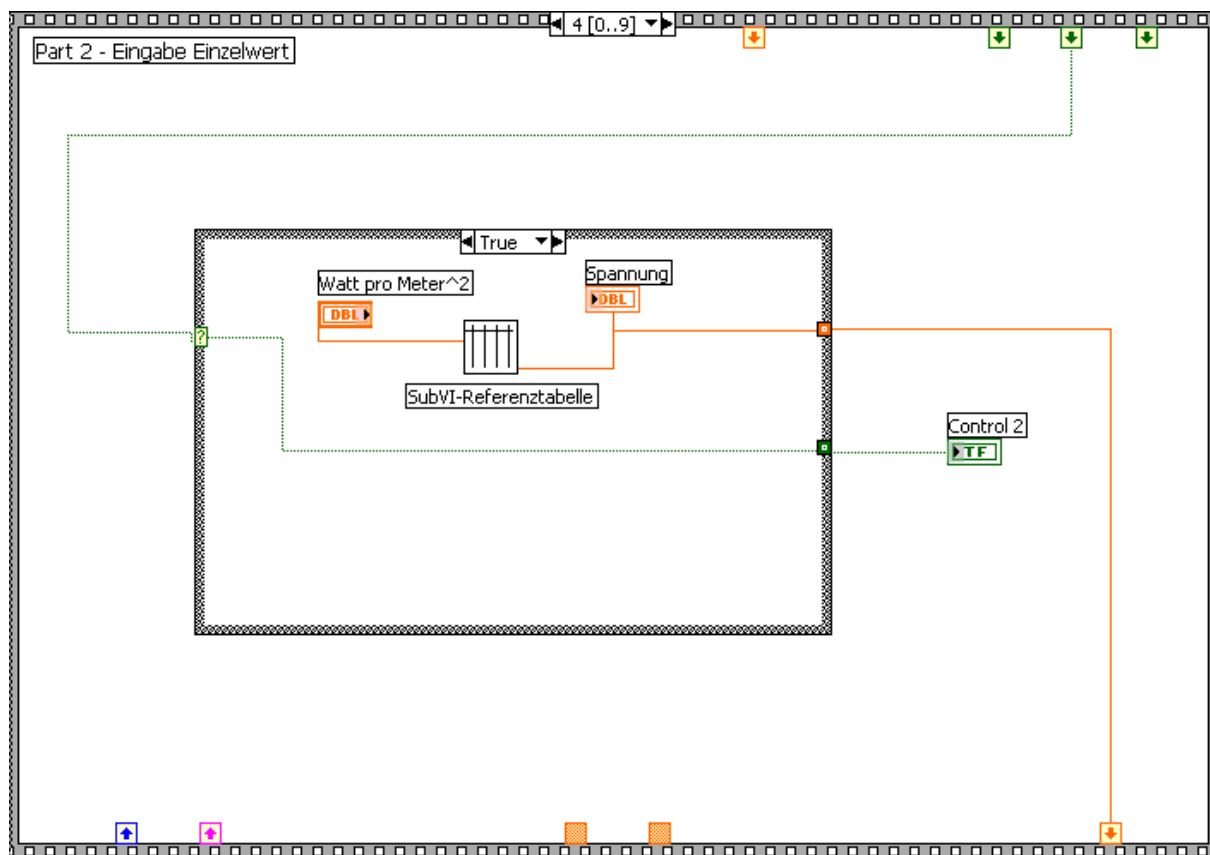 4 [0..9]
Part 2 - Eingabe Einzelwert
True
Watt pro Meter^2
Spannung
DBL
DBL
?
SubVI-Referenztabelle
Control 2
TF